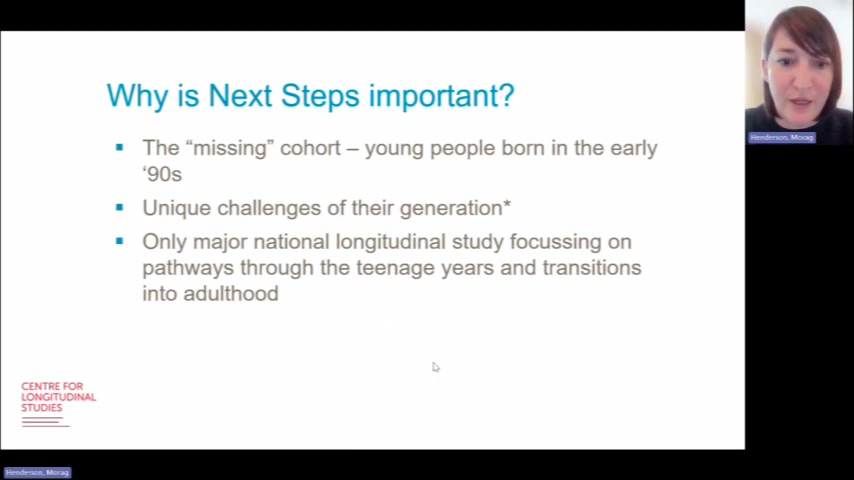 Why is Next Steps important?
The “missing” cohort – young people born in the early
‘90s
Unique challenges of their generation*
Only major national longitudinal study focussing on
pathways through the teenage years and transitions
into adulthood
CENTRE FOR
LONGITUDINAL
STUDIES
Henderson, Morag
Henderson, Morag